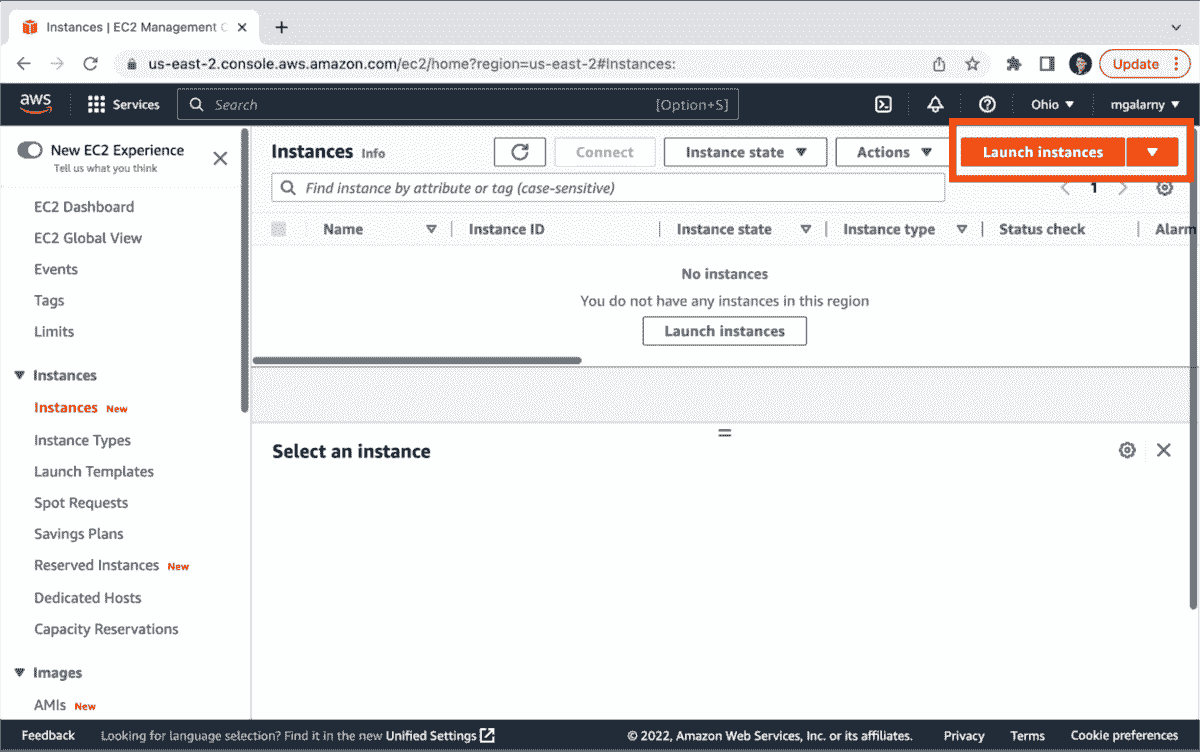 Instances | EC2 Management C
us-east-2.console.aws.amazon.com/ec2/home?region=us-east-2#Instances:
Update
aws
Services
Search
[Option+S]
Ohio
mgalarny
New EC2 Experience
Tell us what you think
EC2 Dashboard
EC2 Global View
Events
Tags
Limits
Instances
Instances New
Instance Types
Launch Templates
Spot Requests
Savings Plans
Reserved Instances New
Dedicated Hosts
Capacity Reservations
Images
AMIs New
Instances Info
Connect
Instance state
Actions
Launch instances
Find instance by attribute or tag (case-sensitive)
1
Name
Instance ID
Instance state
Instance type
Status check
Alarm
No instances
You do not have any instances in this region
Launch instances
Select an instance
Feedback
Looking for language selection? Find it in the new Unified Settings
© 2022, Amazon Web Services, Inc. or its affiliates.
Privacy
Terms
Cookie preferences